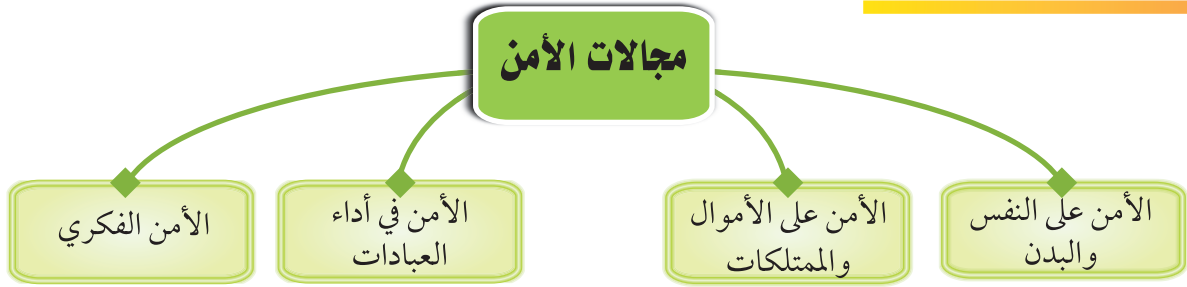 مجالات الأمن
الأمن على النفس
والبدن
الأمن على الأموال
والممتلكات
الأمن في أداء
العبادات
الأمن الفكري